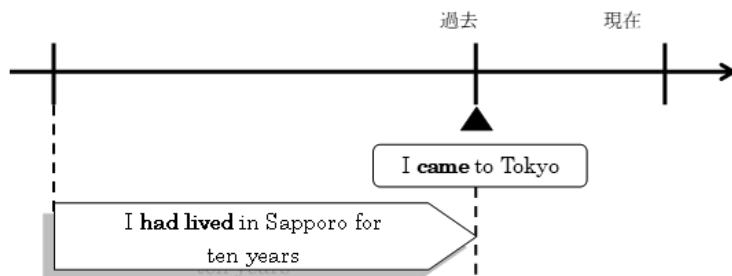 過去 現在
I came to Tokyo
I had lived in Sapporo for
ten years